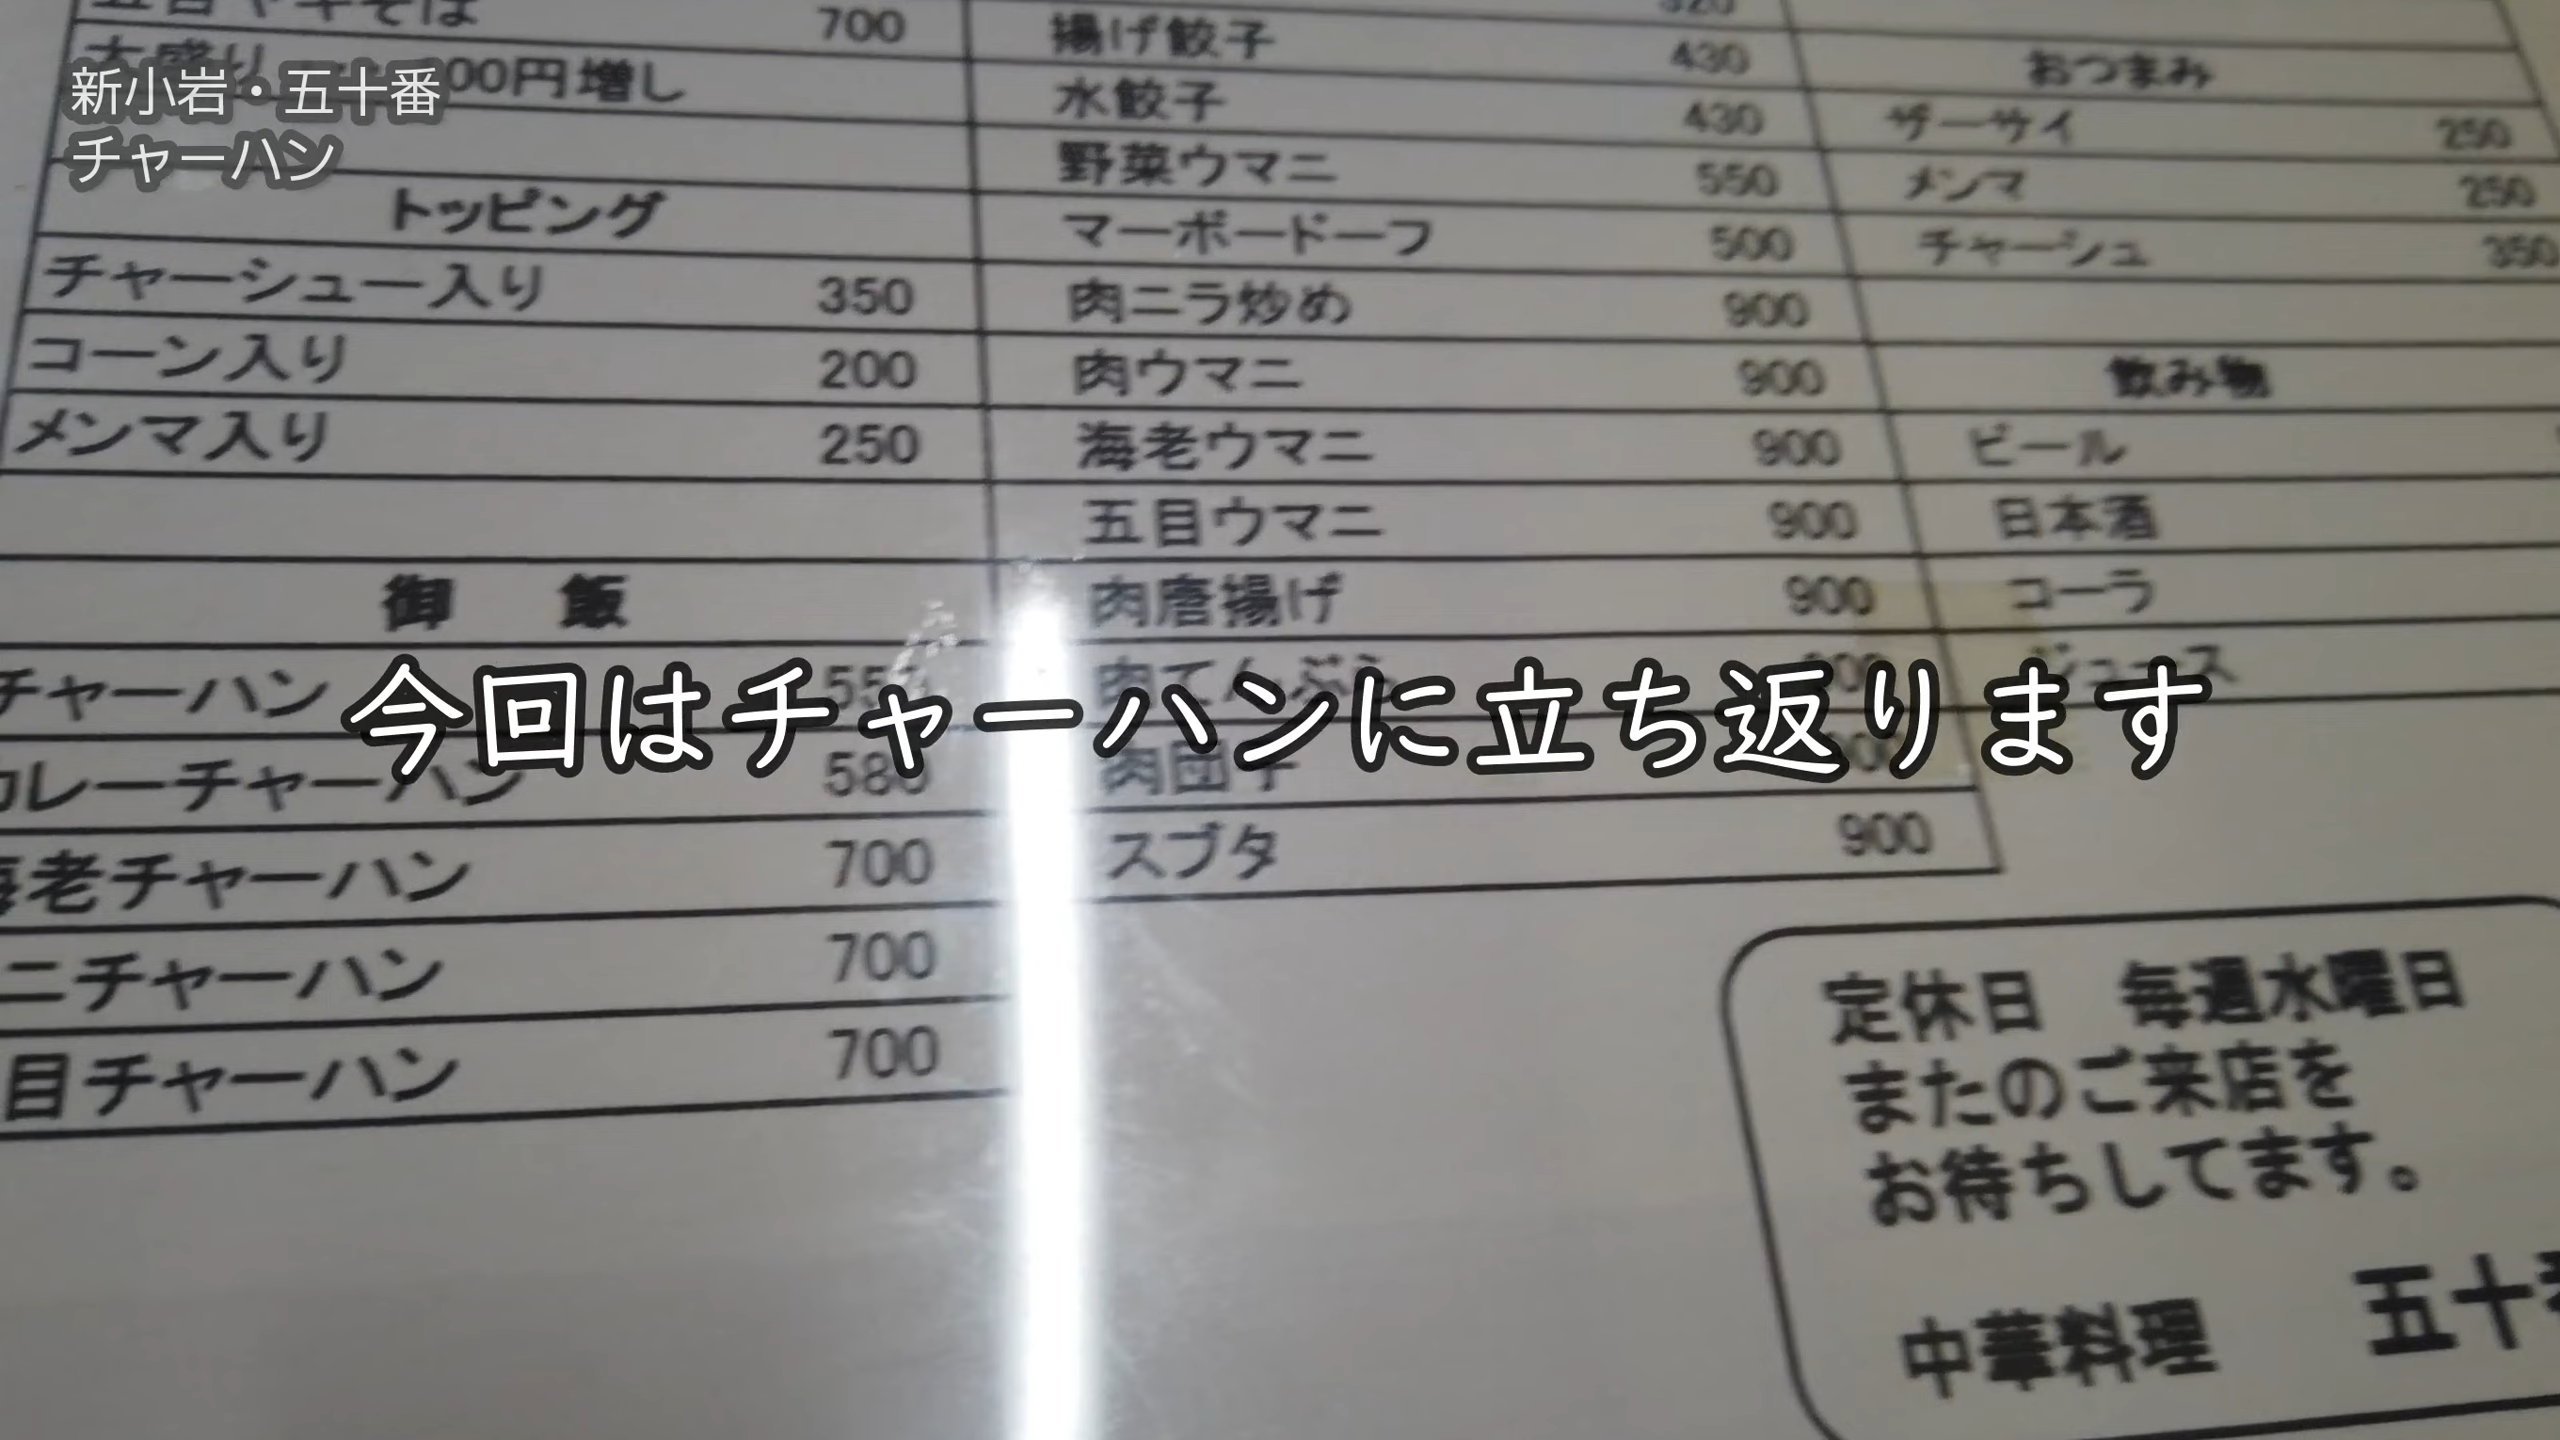 新小岩・五十番
チャーハン
700
00円増し
トッピング
チャーシュー入り 350
コーン入り 200
メンマ入り 250
御 飯
チャーハン
カレーチャーハン 580
海老チャーハン 700
ニチャーハン 700
目チャーハン 700
揚げ餃子 430
水餃子 430
野菜ウマニ 550
マーボードーフ 500
肉ニラ炒め 900
肉ウマニ 900
海老ウマニ 900
五目ウマニ 900
肉唐揚げ 900
肉てんぷら
肉団子
スブタ 900
おつまみ
ザーサイ 250
メンマ 250
チャーシュ 350
飲み物
ビール
日本酒
コーラ
ジュース
今回はチャーハンに立ち返ります
定休日 毎週水曜日
またのご来店を
お待ちしてます。
中華料理 五十番